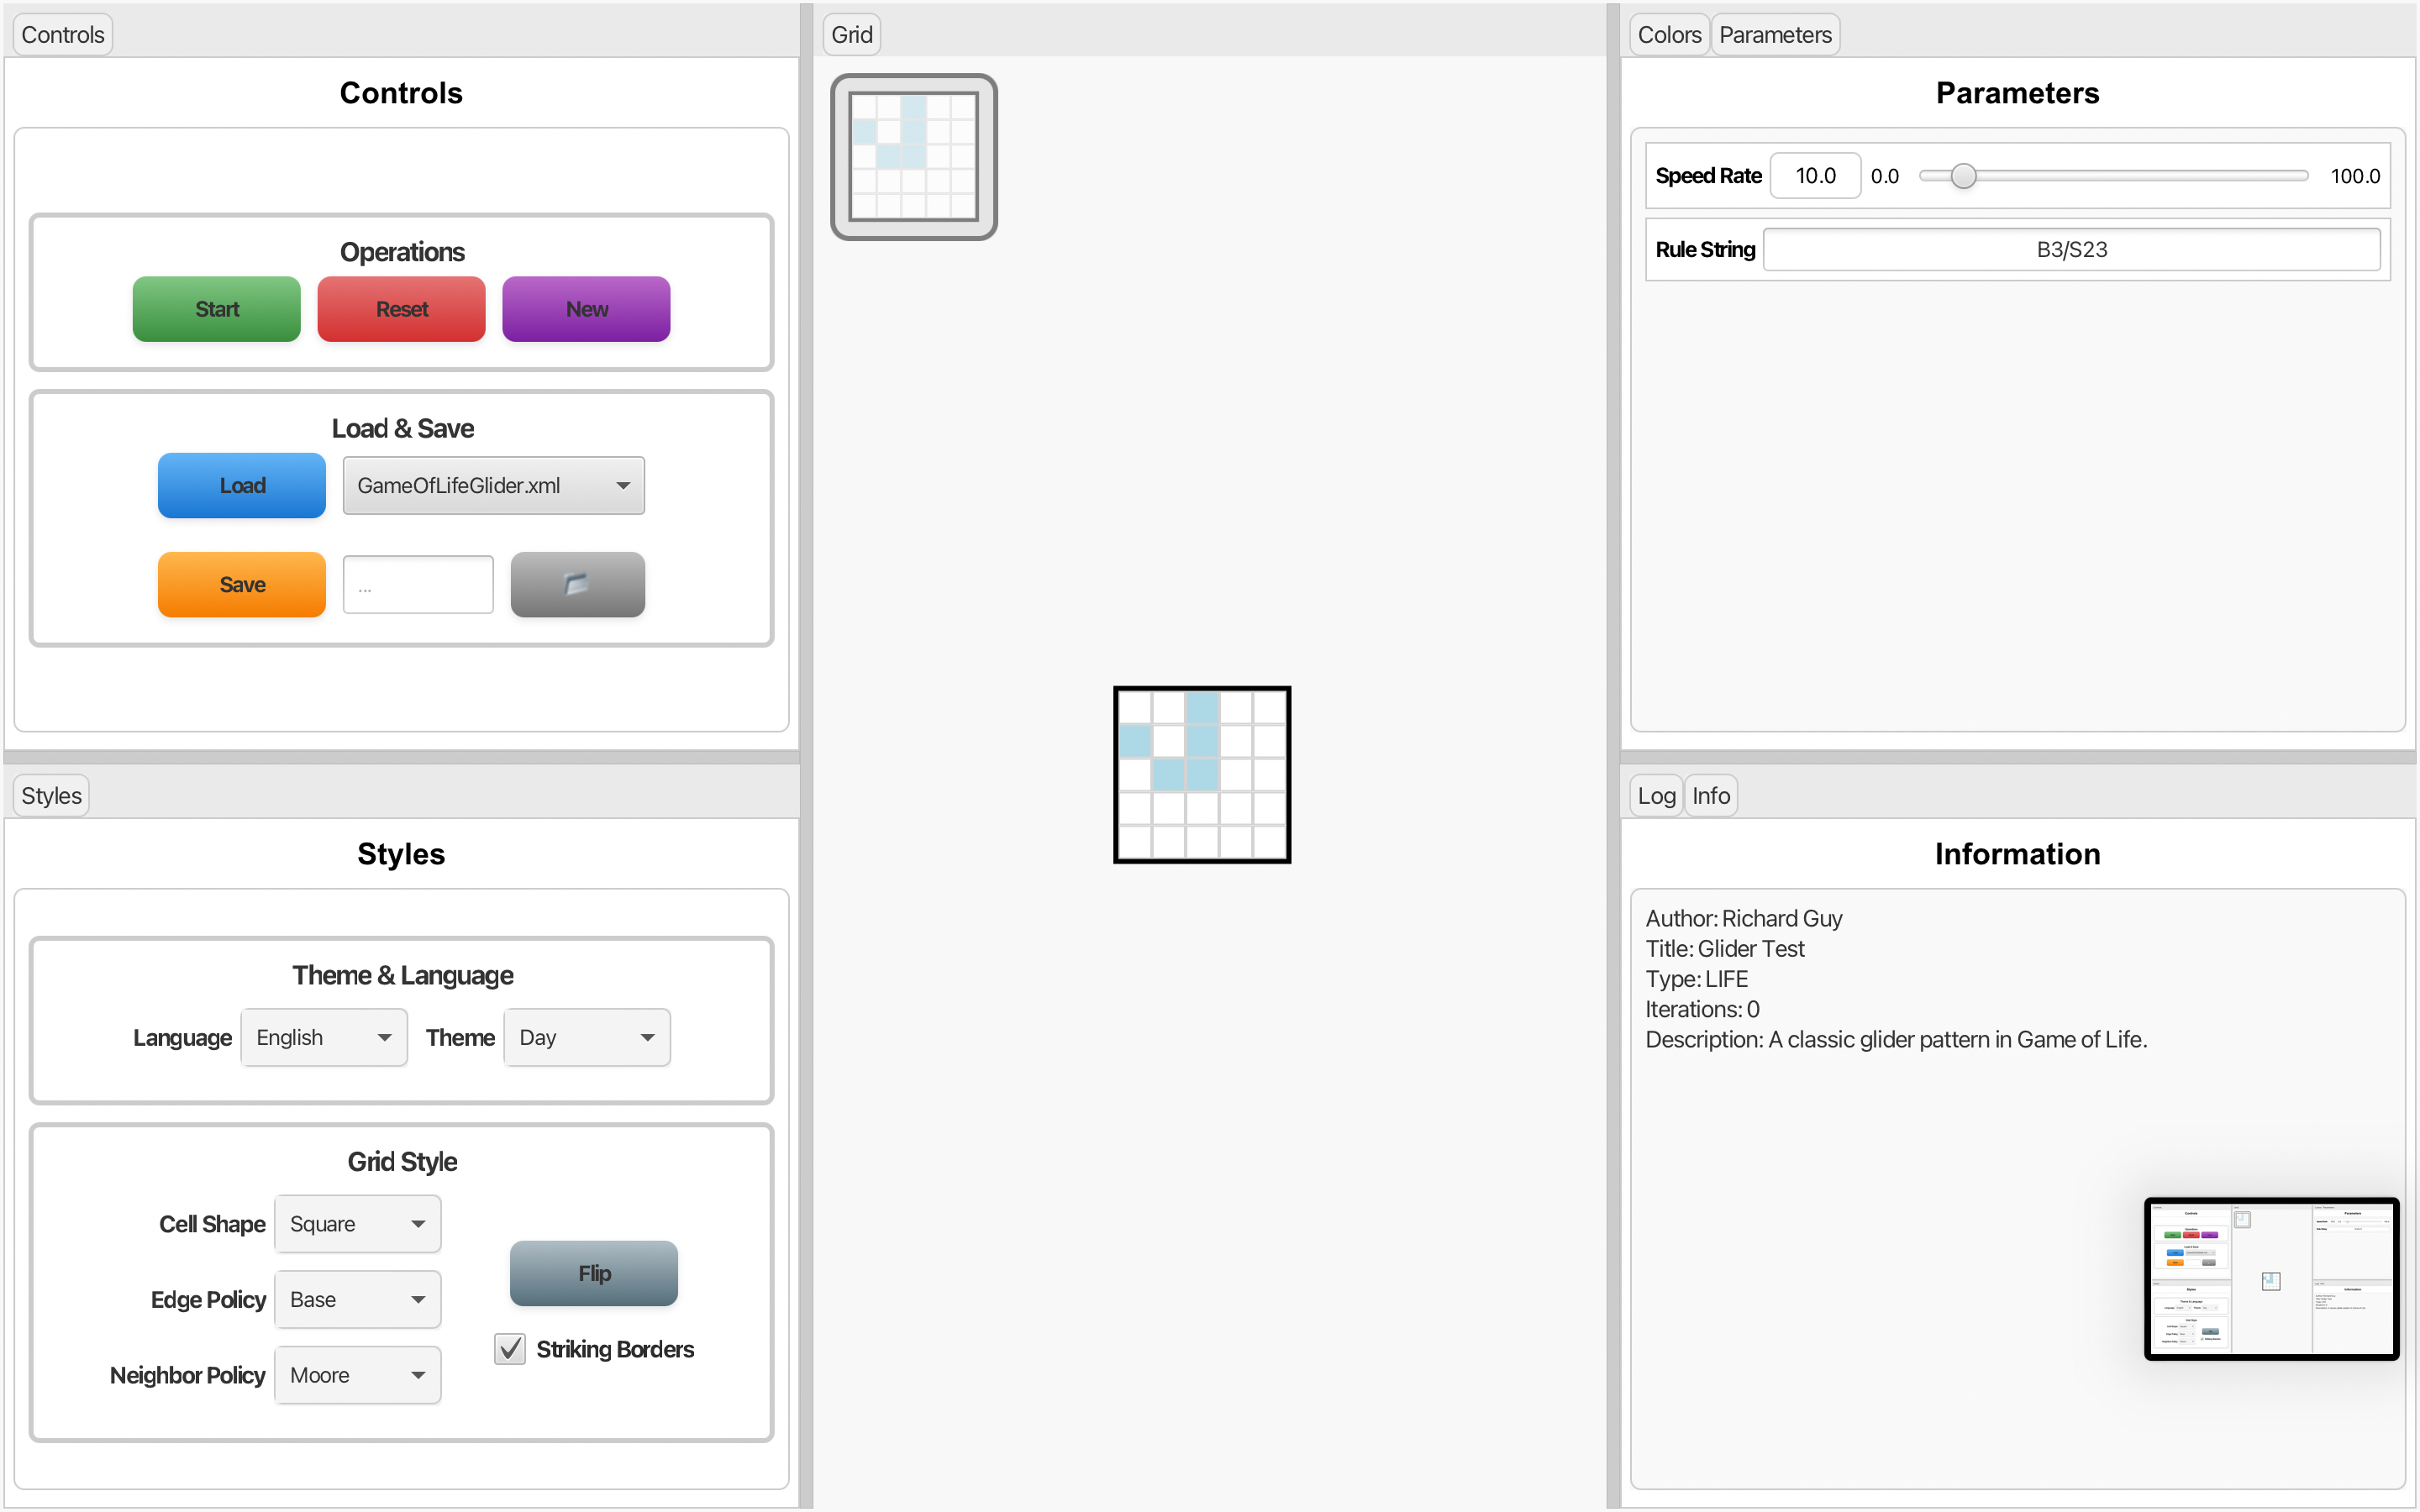 Controls
Controls
Operations
Start Reset New
Load & Save
Load GameOfLifeGlider.xml
Save ...
Styles
Styles
Theme & Language
Language English Theme Day
Grid Style
Cell Shape Square
Edge Policy Base
Neighbor Policy Moore
Flip
Striking Borders
Grid
Colors Parameters
Parameters
Speed Rate 10.0 0.0 100.0
Rule String B3/S23
Log Info
Information
Author: Richard Guy
Title: Glider Test
Type: LIFE
Iterations: 0
Description: A classic glider pattern in Game of Life.